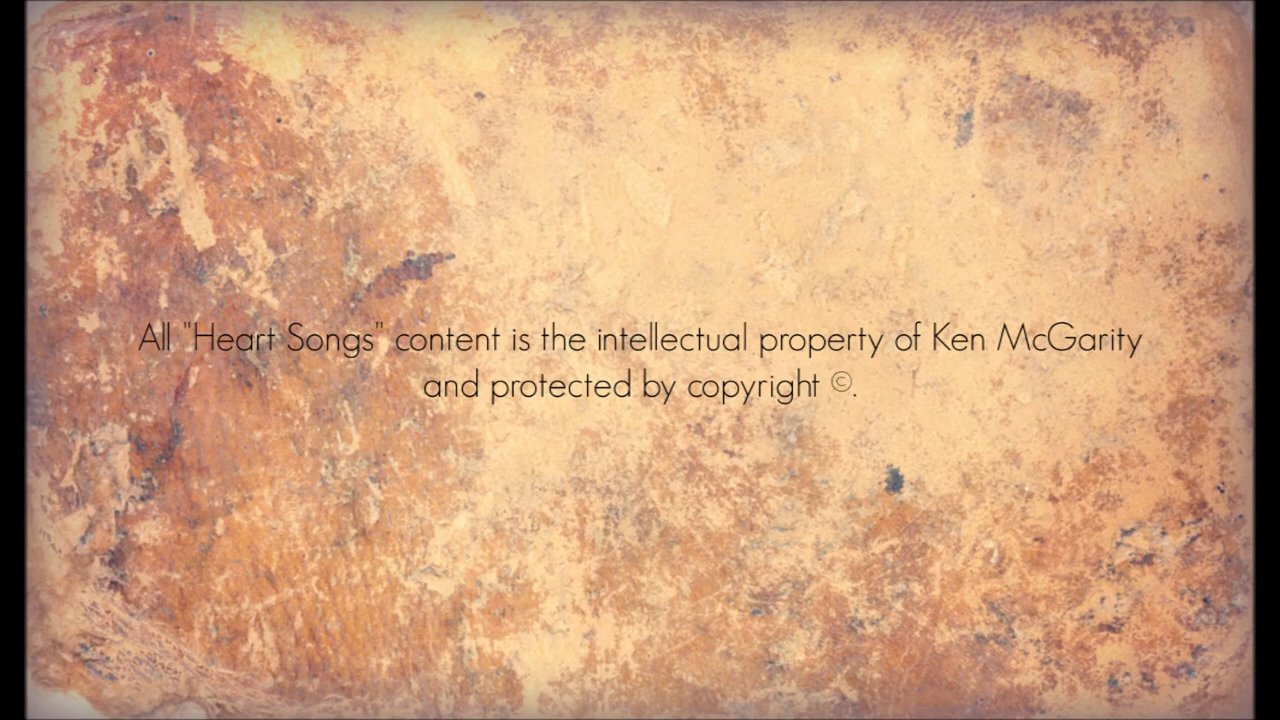 All "Heart Songs" content is the intellectual property of Ken McGarity
and protected by copyright ©.